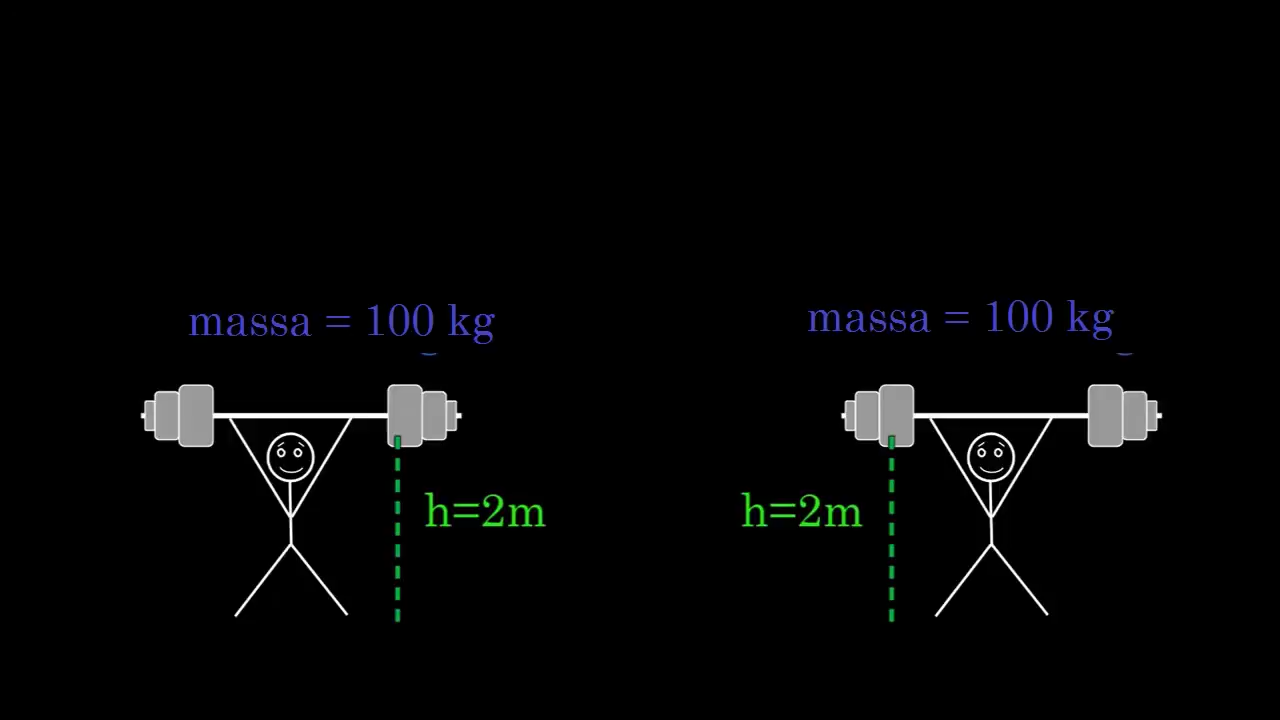 massa = 100 kg
massa = 100 kg
h=2m
h=2m